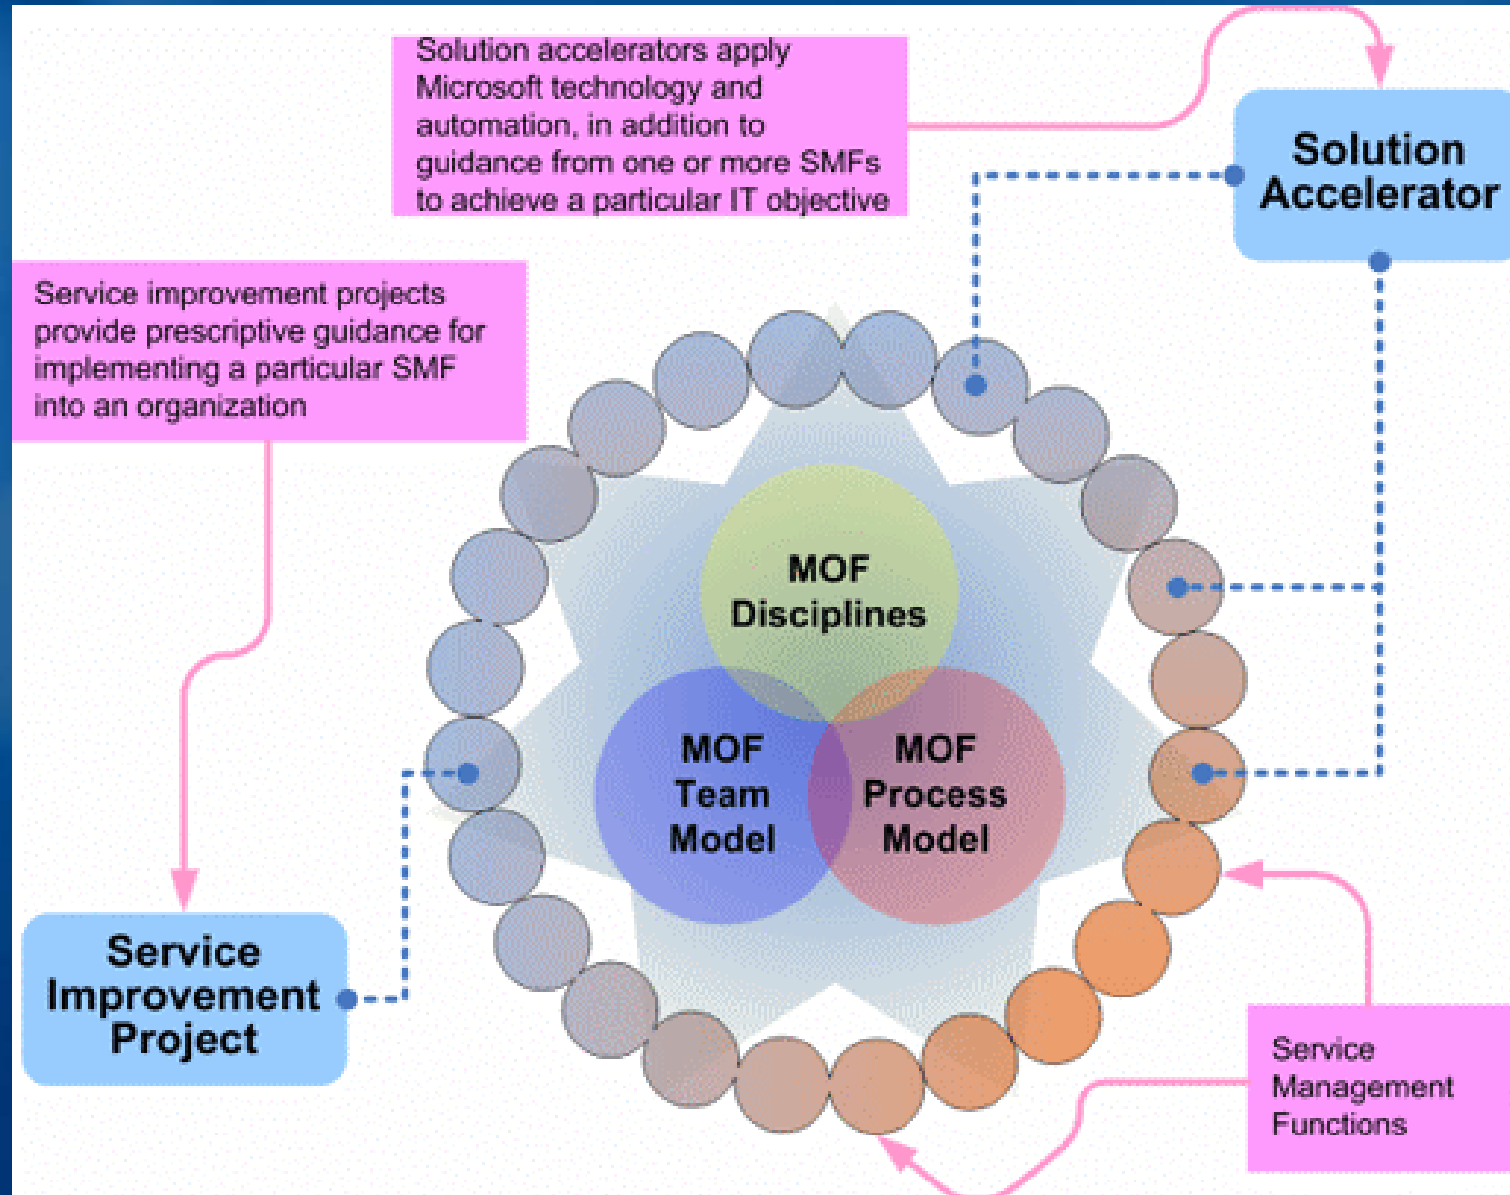 Solution accelerators apply
Microsoft technology and
automation, in addition to
guidance from one or more SMFs
to achieve a particular IT objective
Solution
Accelerator
Service improvement projects
provide prescriptive guidance for
implementing a particular SMF
into an organization
MOF
Disciplines
MOF
Team
Model
MOF
Process
Model
Service
Improvement
Project
Service
Management
Functions